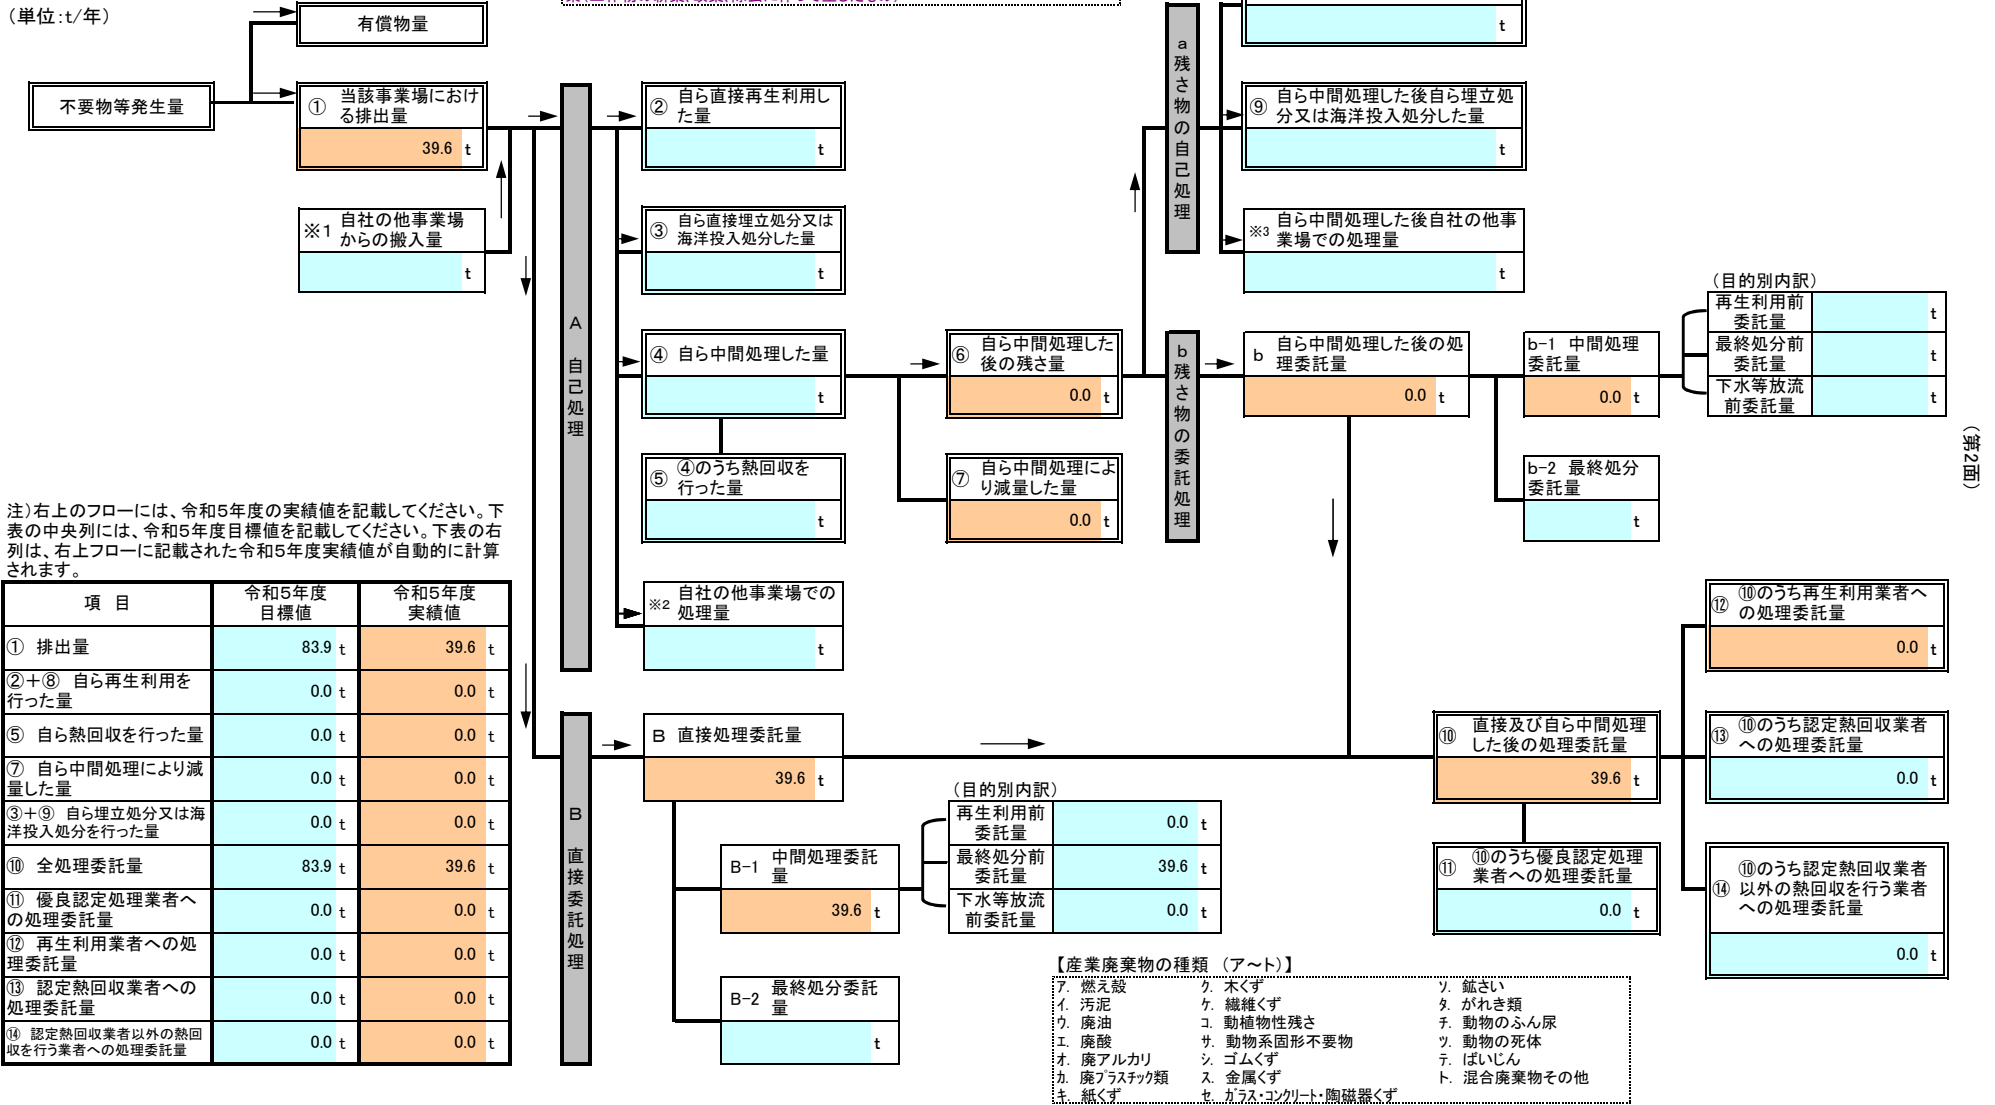 （単位：t／年）
有償物量
不要物等発生量
① 当該事業場におけ
る排出量
39.6 t
※1 自社の他事業場
からの搬入量
t
A 自己処理
② 自ら直接再生利用し
た量
t
③ 自ら直接埋立処分又は
海洋投入処分した量
t
④ 自ら中間処理した量
t
⑤ ④のうち熱回収を
行った量
t
※2 自社の他事業場での
処理量
t
⑥ 自ら中間処理した
後の残さ量
0.0 t
⑦ 自ら中間処理によ
り減量した量
0.0 t
a残さ物の自己処理
t
⑨ 自ら中間処理した後自ら埋立処
分又は海洋投入処分した量
t
※3 自ら中間処理した後自社の他事
業場での処理量
t
b残さ物の委託処理
b 自ら中間処理した後の処
理委託量
0.0 t
b-1 中間処理
委託量
0.0 t
b-2 最終処分
委託量
t
（目的別内訳）
再生利用前
委託量
t
最終処分前
委託量
t
下水等放流
前委託量
t
（第2面）
注）右上のフローには、令和5年度の実績値を記載してください。下
表の中央列には、令和5年度目標値を記載してください。下表の右
列は、右上フローに記載された令和5年度実績値が自動的に計算
されます。
項 目 令和5年度 目標値 令和5年度 実績値
① 排出量 83.9 t 39.6 t
②＋⑧ 自ら再生利用を
行った量 0.0 t 0.0 t
⑤ 自ら熱回収を行った量 0.0 t 0.0 t
⑦ 自ら中間処理により減
量した量 0.0 t 0.0 t
③＋⑨ 自ら埋立処分又は海
洋投入処分を行った量 0.0 t 0.0 t
⑩ 全処理委託量 83.9 t 39.6 t
⑪ 優良認定処理業者へ
の処理委託量 0.0 t 0.0 t
⑫ 再生利用業者への処
理委託量 0.0 t 0.0 t
⑬ 認定熱回収業者への
処理委託量 0.0 t 0.0 t
⑭ 認定熱回収業者以外の熱回
収を行う業者への処理委託量 0.0 t 0.0 t
B 直接委託処理
B 直接処理委託量
39.6 t
B-1 中間処理委託
量
39.6 t
B-2 最終処分委託
量
t
（目的別内訳）
再生利用前
委託量
0.0 t
最終処分前
委託量
39.6 t
下水等放流
前委託量
0.0 t
⑩ 直接及び自ら中間処理
した後の処理委託量
39.6 t
⑪ ⑩のうち優良認定処理
業者への処理委託量
0.0 t
⑫ ⑩のうち再生利用業者へ
の処理委託量
0.0 t
⑬ ⑩のうち認定熱回収業者
への処理委託量
0.0 t
⑭ ⑩のうち認定熱回収業者
以外の熱回収を行う業者
への処理委託量
0.0 t
【産業廃棄物の種類 （ア～ト）】
ア. 燃え殻 ク. 木くず ソ. 鉱さい
イ. 汚泥 ケ. 繊維くず タ. がれき類
ウ. 廃油 コ. 動植物性残さ チ. 動物のふん尿
エ. 廃酸 サ. 動物系固形不要物 ツ. 動物の死体
オ. 廃アルカリ シ. ゴムくず テ. ばいじん
カ. 廃プラスチック類 ス. 金属くず ト. 混合廃棄物その他
キ. 紙くず セ. ガラス・コンクリート・陶磁器くず